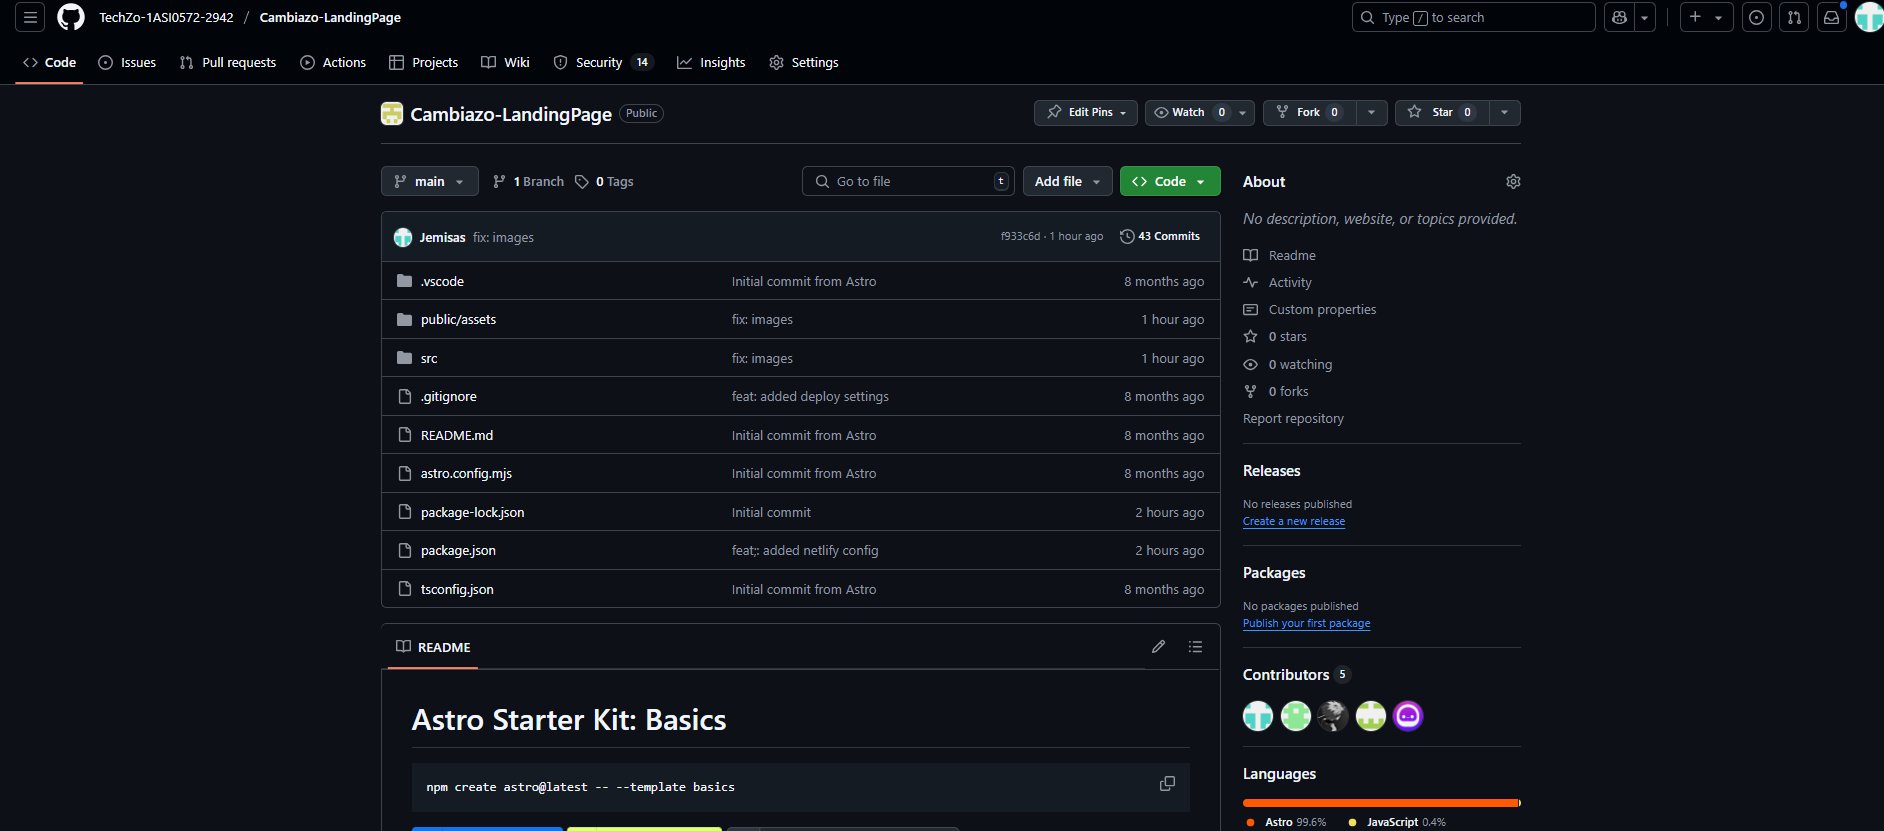 TechZo-1ASI0572-2942 / Cambiazo-LandingPage
Type / to search
Code
Issues
Pull requests
Actions
Projects
Wiki
Security 14
Insights
Settings
Cambiazo-LandingPage Public
Edit Pins
Watch 0
Fork 0
Star 0
main
1 Branch
0 Tags
Go to file t
Add file
Code
Jemisas fix: images f933c6d · 1 hour ago 43 Commits
.vscode Initial commit from Astro 8 months ago
public/assets fix: images 1 hour ago
src fix: images 1 hour ago
.gitignore feat: added deploy settings 8 months ago
README.md Initial commit from Astro 8 months ago
astro.config.mjs Initial commit from Astro 8 months ago
package-lock.json Initial commit 2 hours ago
package.json feat;: added netlify config 2 hours ago
tsconfig.json Initial commit from Astro 8 months ago
README
Astro Starter Kit: Basics
npm create astro@latest -- --template basics
About
No description, website, or topics provided.
Readme
Activity
Custom properties
0 stars
0 watching
0 forks
Report repository
Releases
No releases published
Create a new release
Packages
No packages published
Publish your first package
Contributors 5
Languages
Astro 99.6%
JavaScript 0.4%